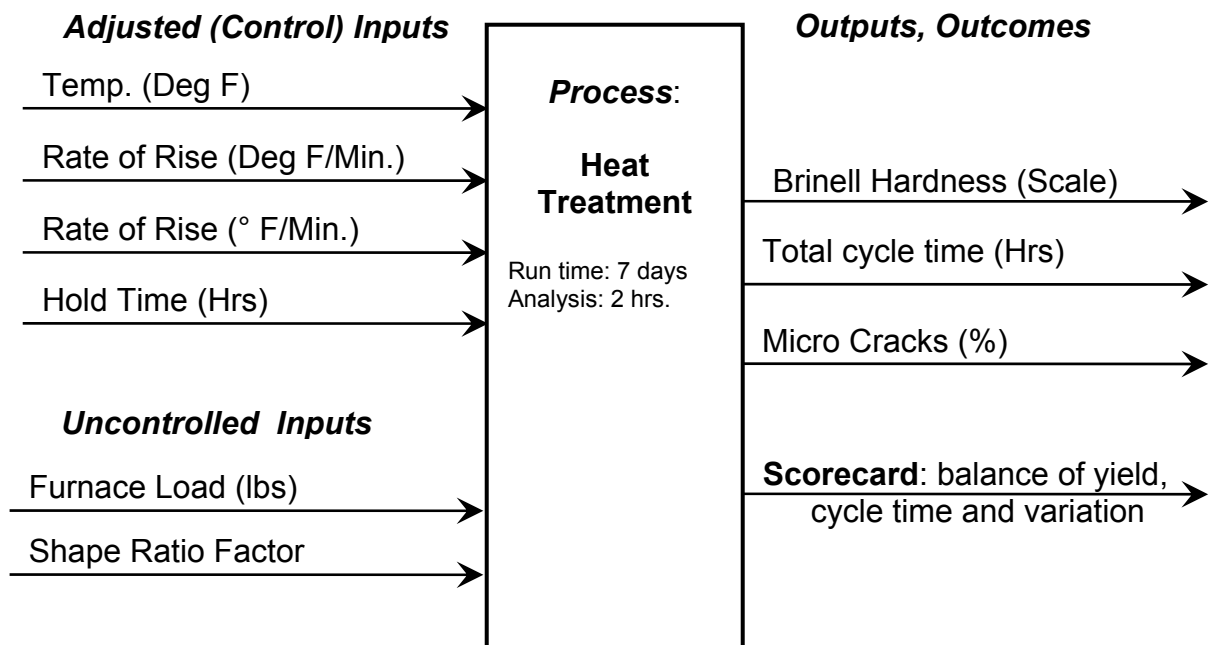 Adjusted (Control) Inputs
Temp. (Deg F)
Rate of Rise (Deg F/Min.)
Rate of Rise (° F/Min.)
Hold Time (Hrs)
Uncontrolled Inputs
Furnace Load (lbs)
Shape Ratio Factor
Process:
Heat
Treatment
Run time: 7 days
Analysis: 2 hrs.
Outputs, Outcomes
Brinell Hardness (Scale)
Total cycle time (Hrs)
Micro Cracks (%)
Scorecard: balance of yield,
cycle time and variation